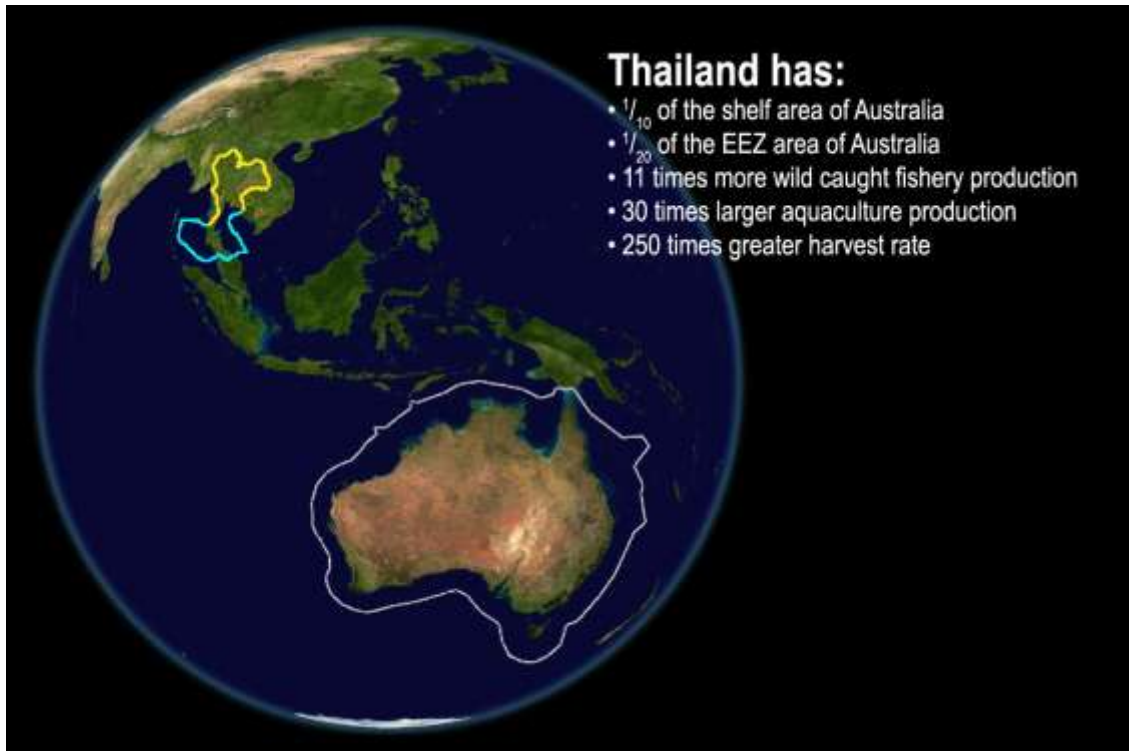 Thailand has:
• 1/10 of the shelf area of Australia
• 1/20 of the EEZ area of Australia
• 11 times more wild caught fishery production
• 30 times larger aquaculture production
• 250 times greater harvest rate